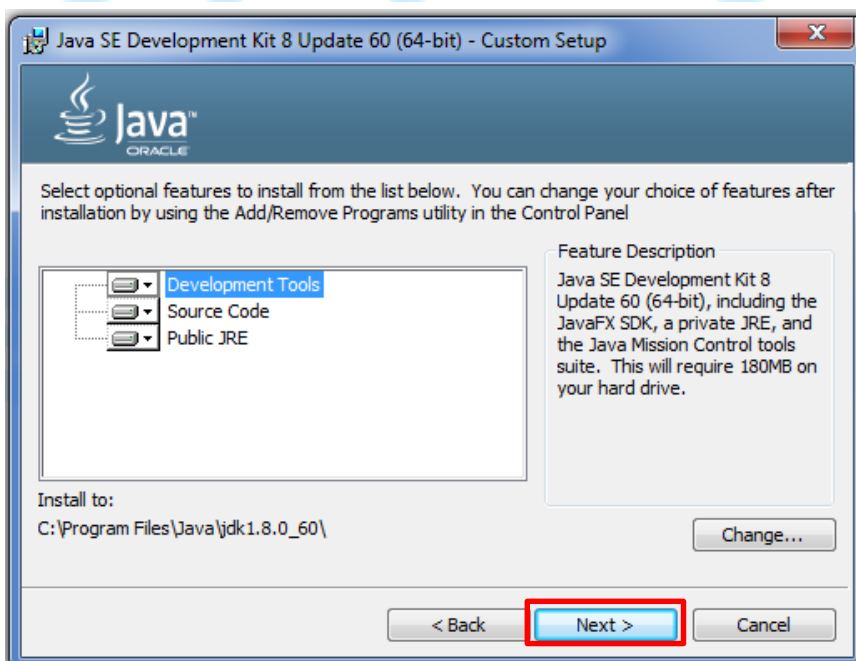 Java SE Development Kit 8 Update 60 (64-bit) - Custom Setup
Java™
ORACLE
Select optional features to install from the list below. You can change your choice of features after
installation by using the Add/Remove Programs utility in the Control Panel
Development Tools
Source Code
Public JRE
Feature Description
Java SE Development Kit 8
Update 60 (64-bit), including the
JavaFX SDK, a private JRE, and
the Java Mission Control tools
suite. This will require 180MB on
your hard drive.
Install to:
C:\Program Files\Java\jdk1.8.0_60\
Change...
< Back
Next >
Cancel